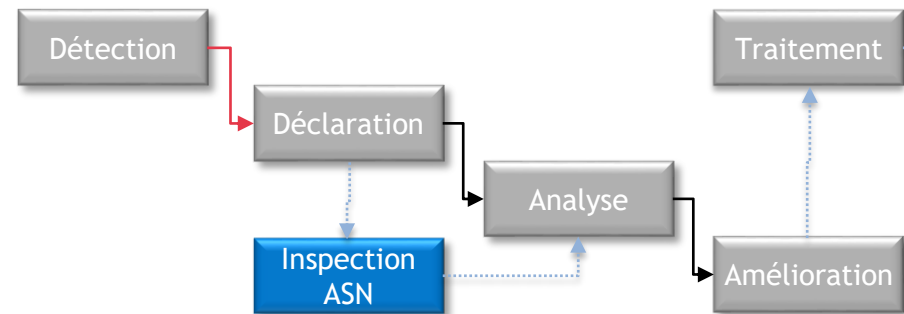 Détection
Traitement
Déclaration
Analyse
Inspection
ASN
Amélioration